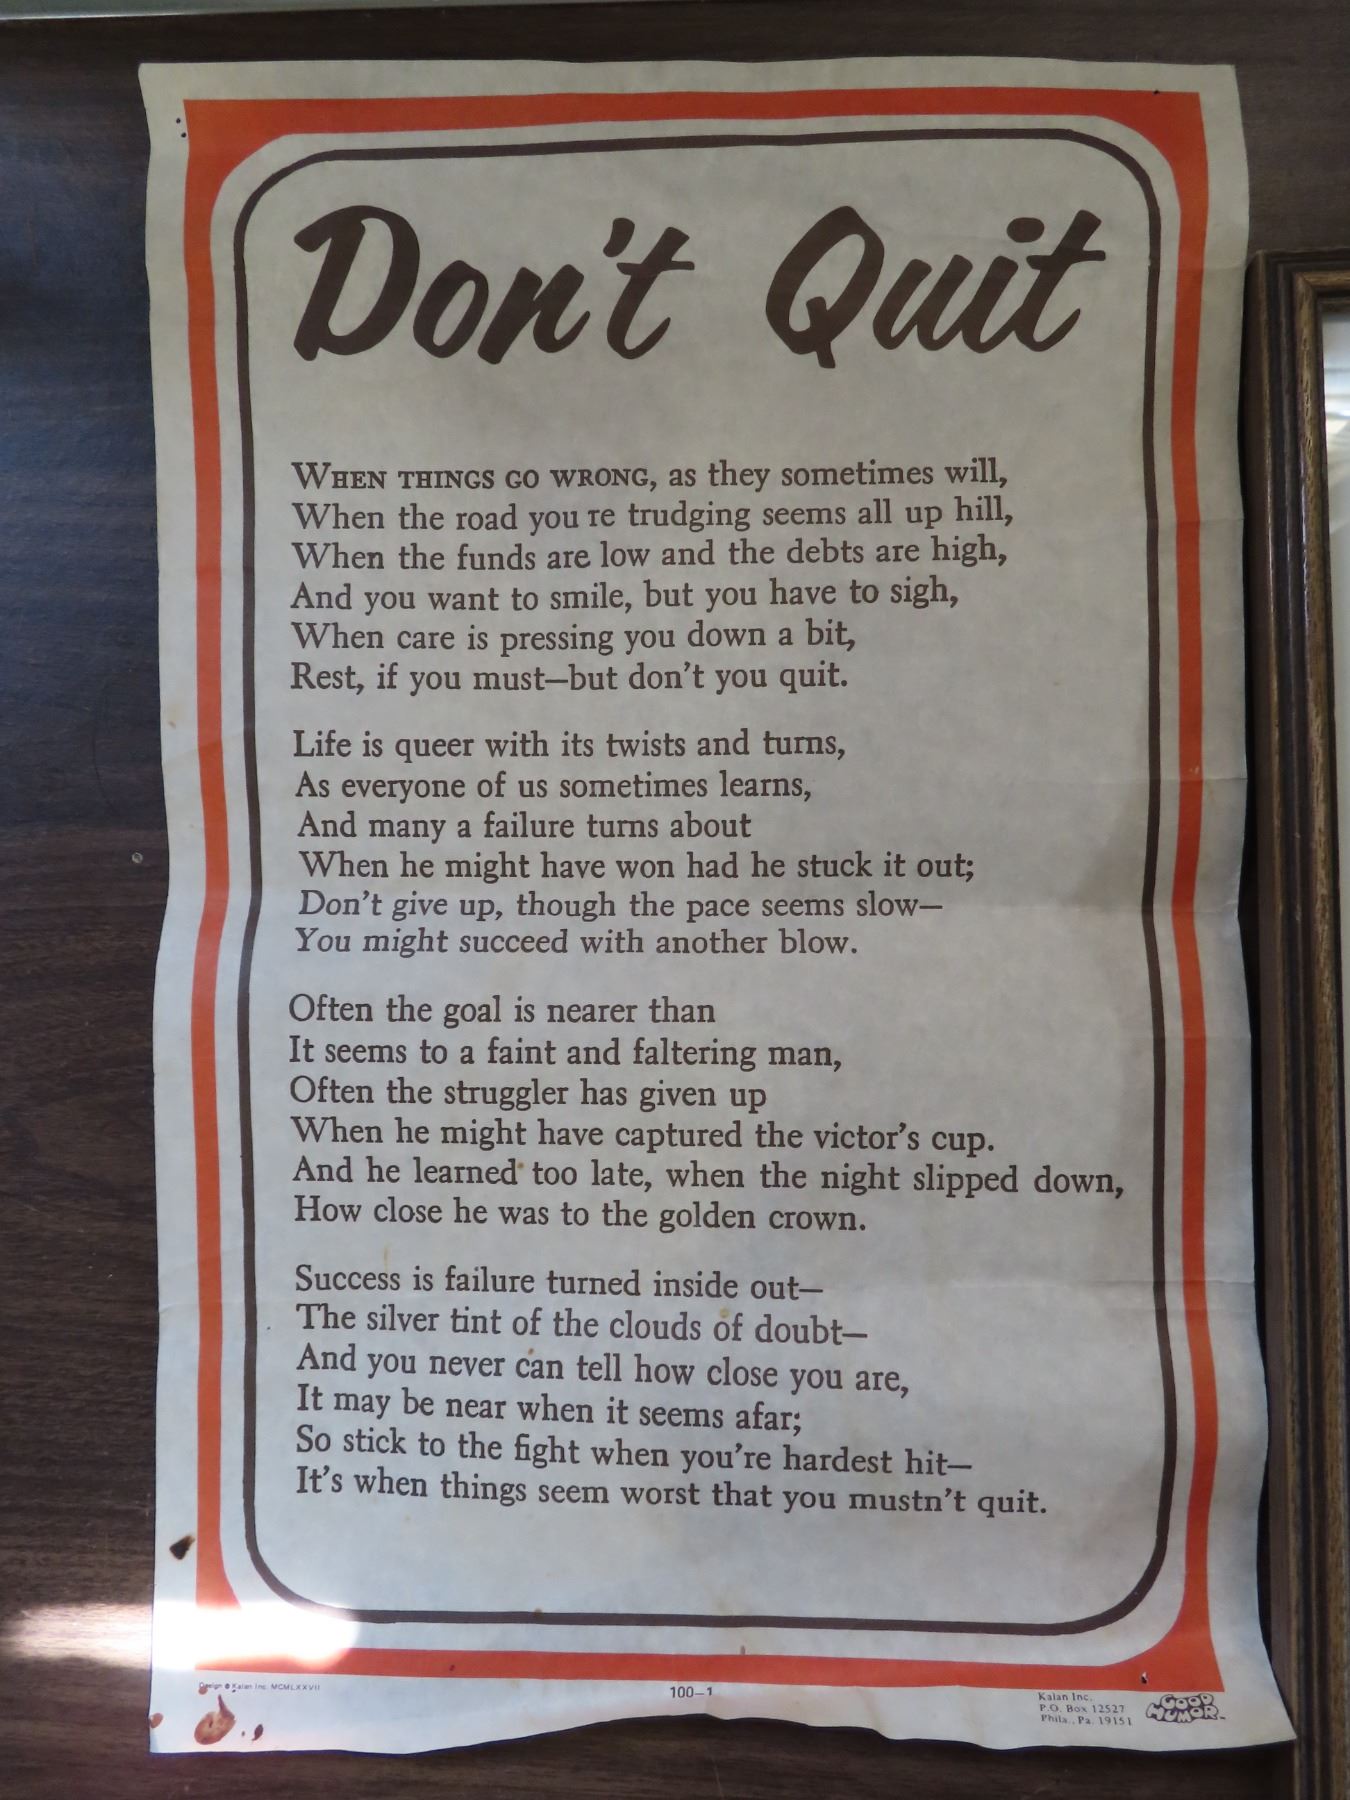 Don't Quit
WHEN THINGS GO WRONG, as they sometimes will,
When the road you re trudging seems all up hill,
When the funds are low and the debts are high,
And you want to smile, but you have to sigh,
When care is pressing you down a bit,
Rest, if you must—but don't you quit.
Life is queer with its twists and turns,
As everyone of us sometimes learns,
And many a failure turns about
When he might have won had he stuck it out;
Don't give up, though the pace seems slow—
You might succeed with another blow.
Often the goal is nearer than
It seems to a faint and faltering man,
Often the struggler has given up
When he might have captured the victor's cup.
And he learned too late, when the night slipped down,
How close he was to the golden crown.
Success is failure turned inside out—
The silver tint of the clouds of doubt—
And you never can tell how close you are,
It may be near when it seems afar;
So stick to the fight when you're hardest hit—
It's when things seem worst that you mustn't quit.
Design © Kalan Inc. MCMLXXVII
100-1
Kalan Inc.
P.O. Box 12527
Phila., Pa. 19151
GOOD
HUMOR